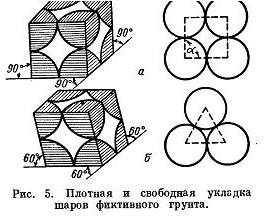 90°
90°
90°
α
а
60°
60°
60°
б
Рис. 5. Плотная и свободная укладка
шаров фиктивного грунта.